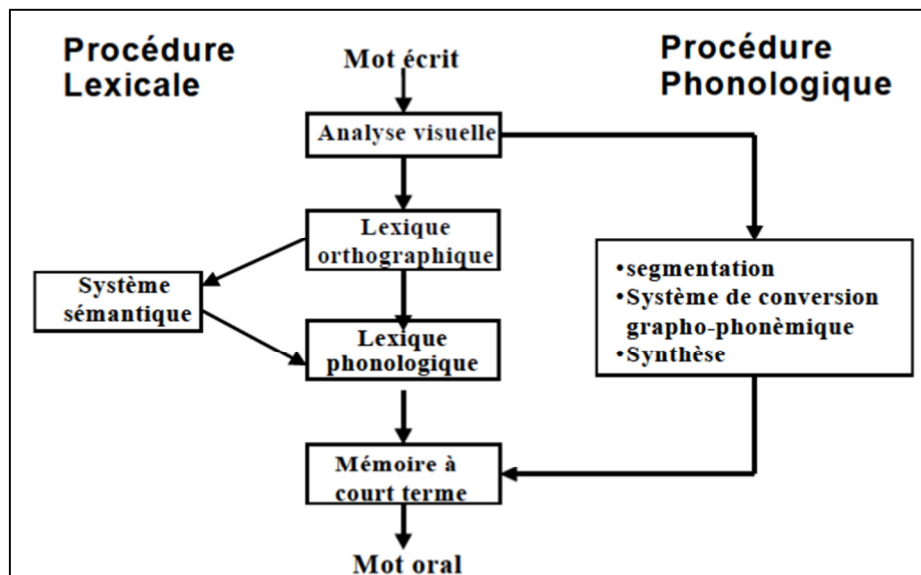 Procédure
Lexicale
Mot écrit
Procédure
Phonologique
Analyse visuelle
Lexique
orthographique
Système
sémantique
Lexique
phonologique
•segmentation
•Système de conversion
grapho-phonèmique
•Synthèse
Mémoire à
court terme
Mot oral